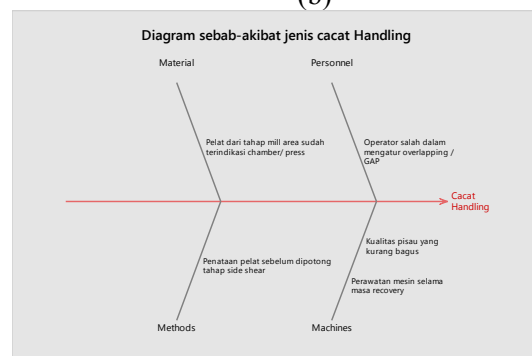 (b)
Diagram sebab-akibat jenis cacat Handling
Material
Personnel
Pelat dari tahap mill area sudah
terindikasi chamber/ press
Operator salah dalam
mengatur overlapping /
GAP
Cacat
Handling
Penataan pelat sebelum dipotong
tahap side shear
Kualitas pisau yang
kurang bagus
Perawatan mesin selama
masa recovery
Methods
Machines